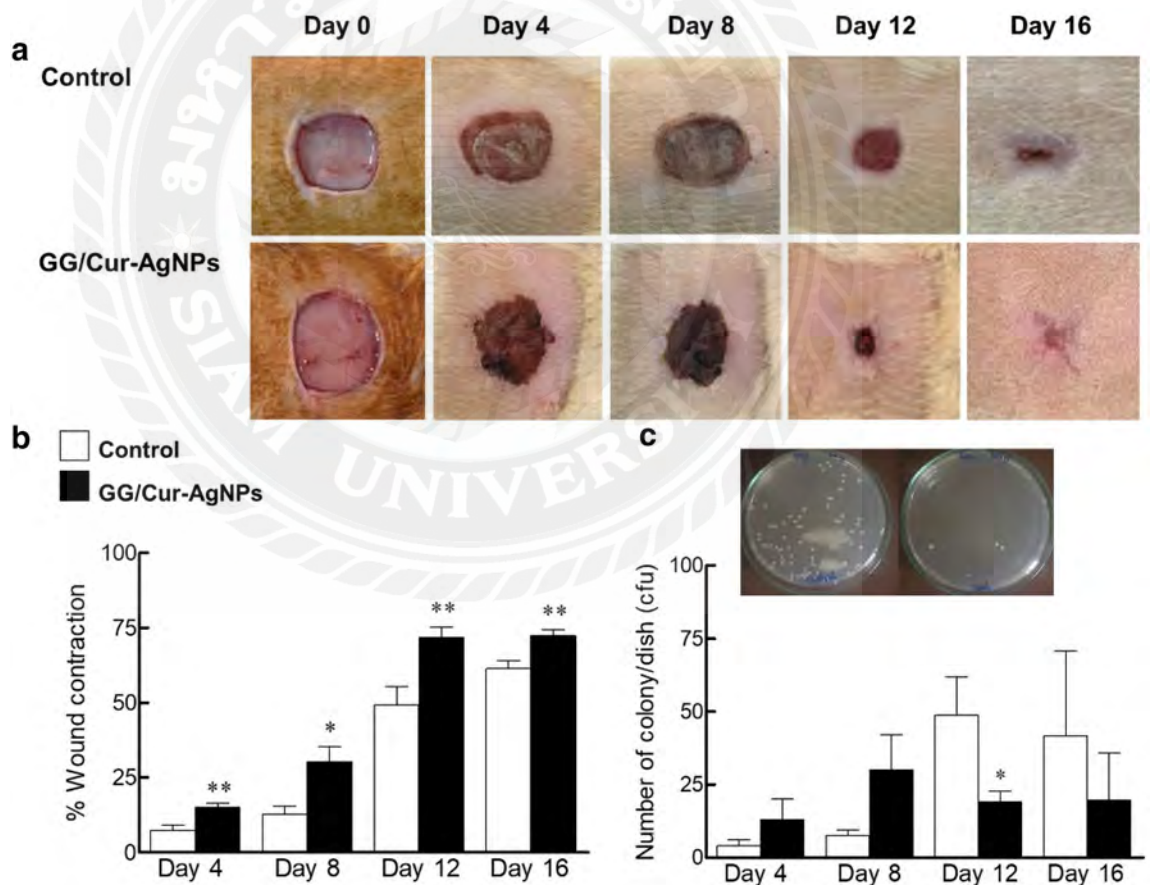 Day 0 Day 4 Day 8 Day 12 Day 16
a
Control
GG/Cur-AgNPs
SIAM UNIVERSITY
b
Control
GG/Cur-AgNPs
% Wound contraction
100
75
50
25
0
** * ** **
Day 4 Day 8 Day 12 Day 16
c
Number of colony/dish (cfu)
100
75
50
25
0
*
Day 4 Day 8 Day 12 Day 16